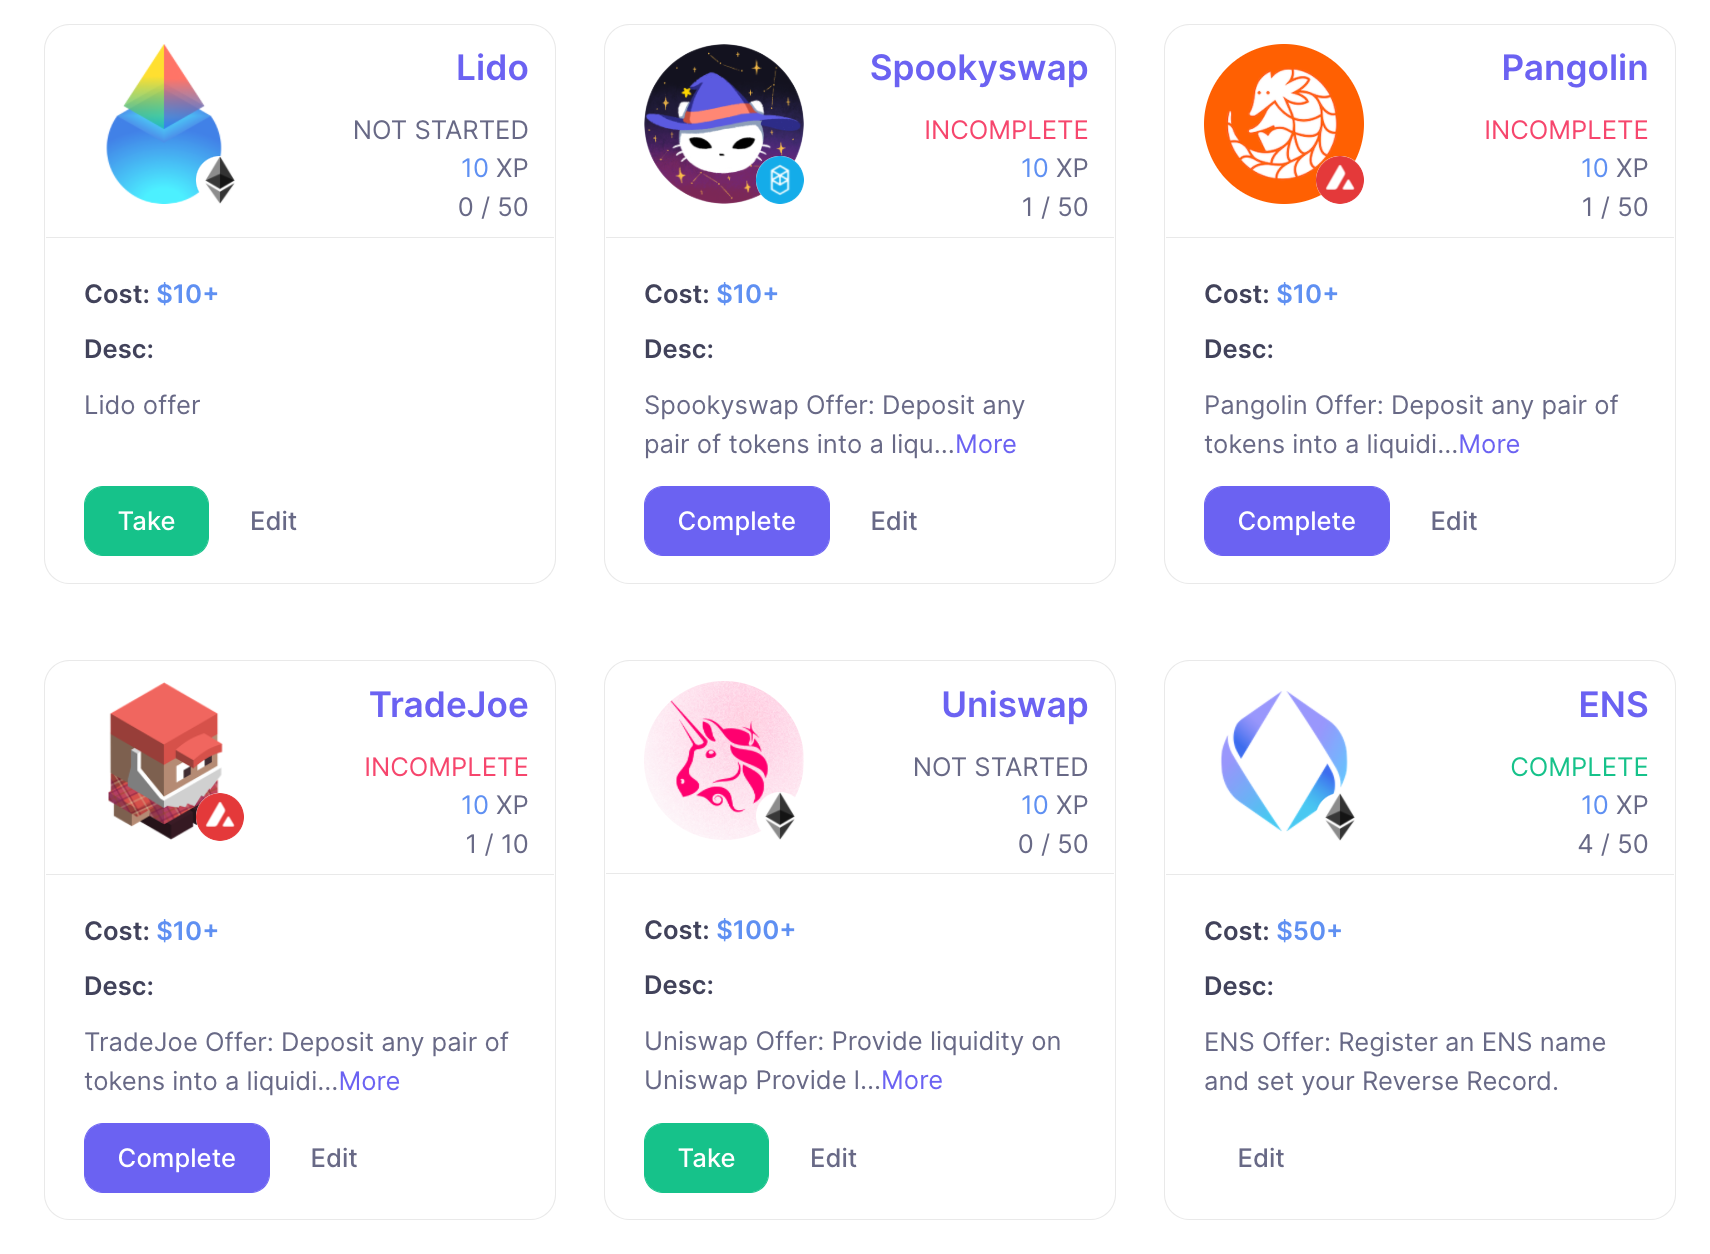 Lido
NOT STARTED
10 XP
0 / 50
Cost: $10+
Desc:
Lido offer
Take
Edit
Spookyswap
INCOMPLETE
10 XP
1 / 50
Cost: $10+
Desc:
Spookyswap Offer: Deposit any
pair of tokens into a liqu...More
Complete
Edit
Pangolin
INCOMPLETE
10 XP
1 / 50
Cost: $10+
Desc:
Pangolin Offer: Deposit any pair of
tokens into a liquidi...More
Complete
Edit
TradeJoe
INCOMPLETE
10 XP
1 / 10
Cost: $10+
Desc:
TradeJoe Offer: Deposit any pair of
tokens into a liquidi...More
Complete
Edit
Uniswap
NOT STARTED
10 XP
0 / 50
Cost: $100+
Desc:
Uniswap Offer: Provide liquidity on
Uniswap Provide l...More
Take
Edit
ENS
COMPLETE
10 XP
4 / 50
Cost: $50+
Desc:
ENS Offer: Register an ENS name
and set your Reverse Record.
Edit